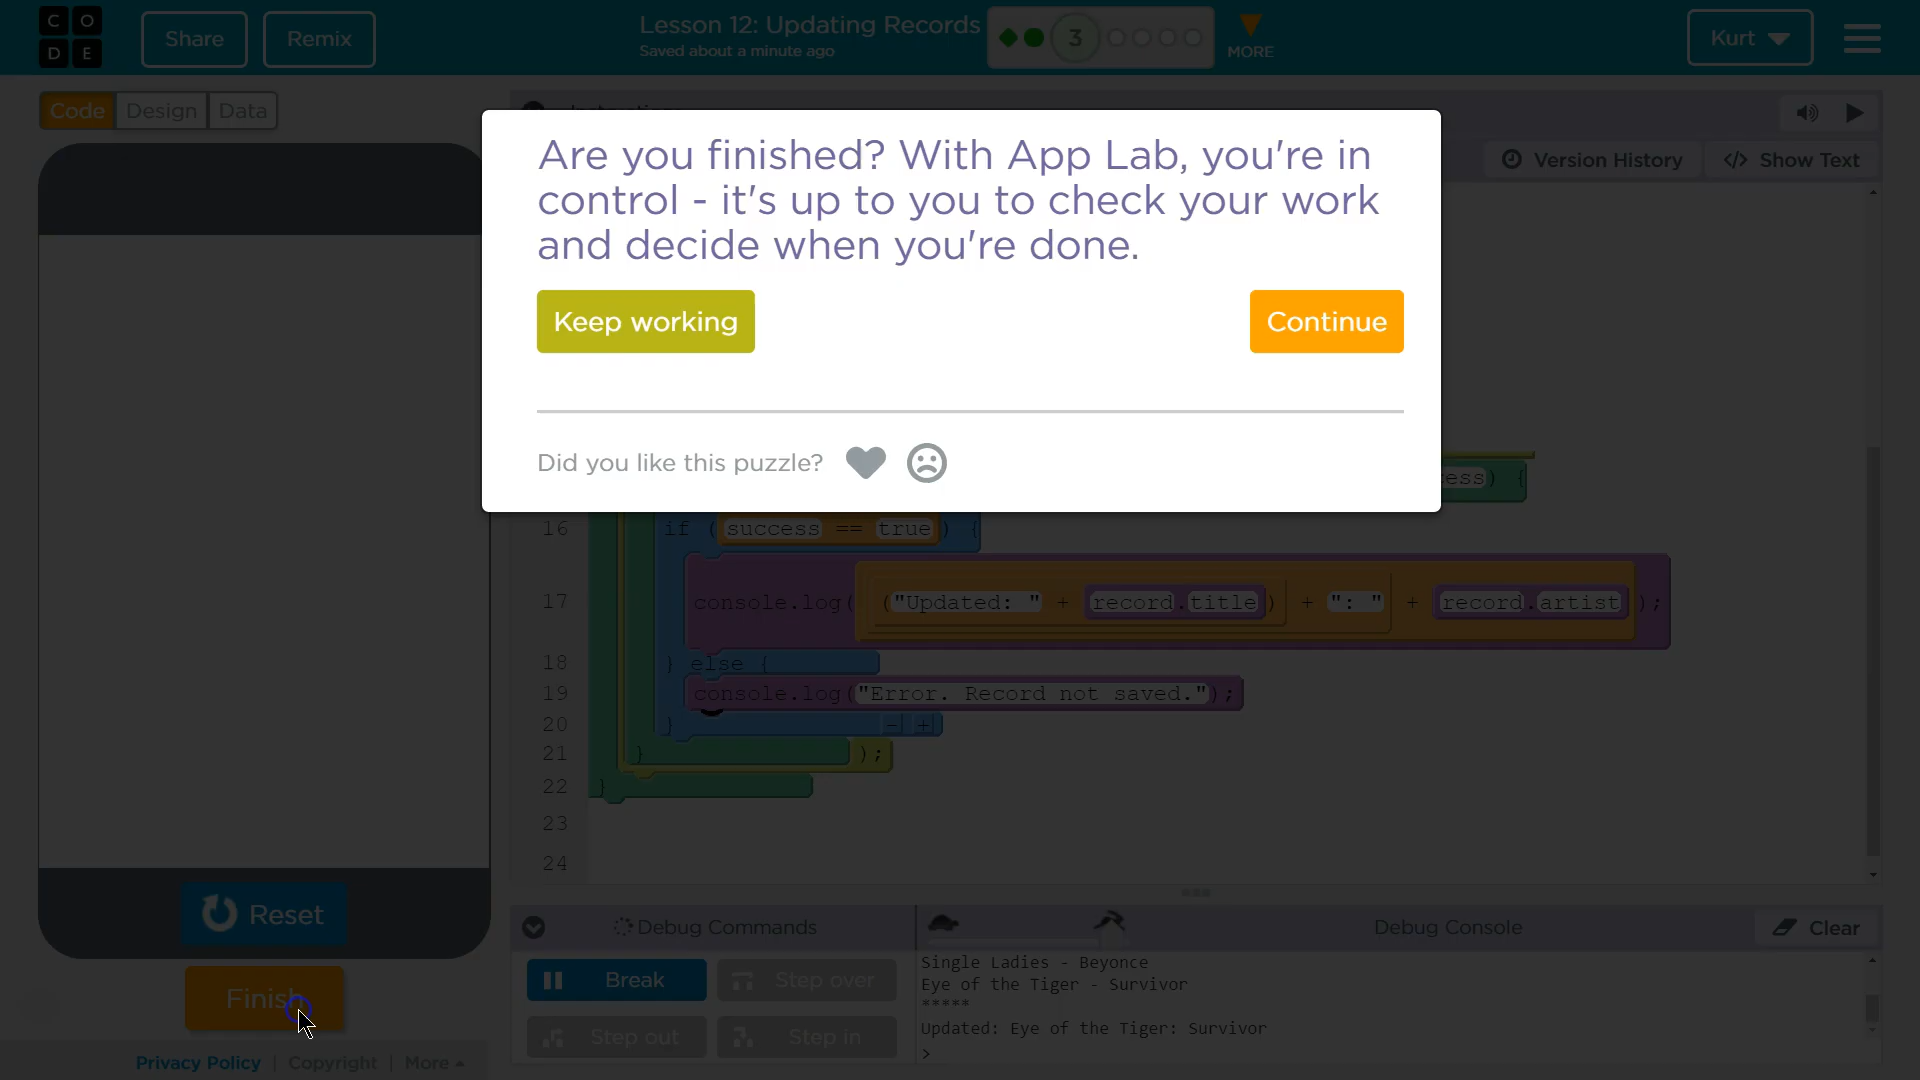 C O
D E
Share
Remix
Lesson 12: Updating Records
Saved about a minute ago
3
MORE
Kurt
Code
Design
Data
Version History
</> Show Text
Are you finished? With App Lab, you're in
control - it's up to you to check your work
and decide when you're done.
Keep working
Continue
Did you like this puzzle?
cess) {
16 if (success == true) {
17 console.log(("Updated: " + record.title) + ": " + record.artist);
18 } else {
19 console.log("Error. Record not saved.");
20 } - +
21 } );
22 }
23
24
Reset
Finish
Debug Commands
Break
Step over
Step out
Step in
Debug Console
Clear
Single Ladies - Beyonce
Eye of the Tiger - Survivor
*****
Updated: Eye of the Tiger: Survivor
>
Privacy Policy | Copyright | More